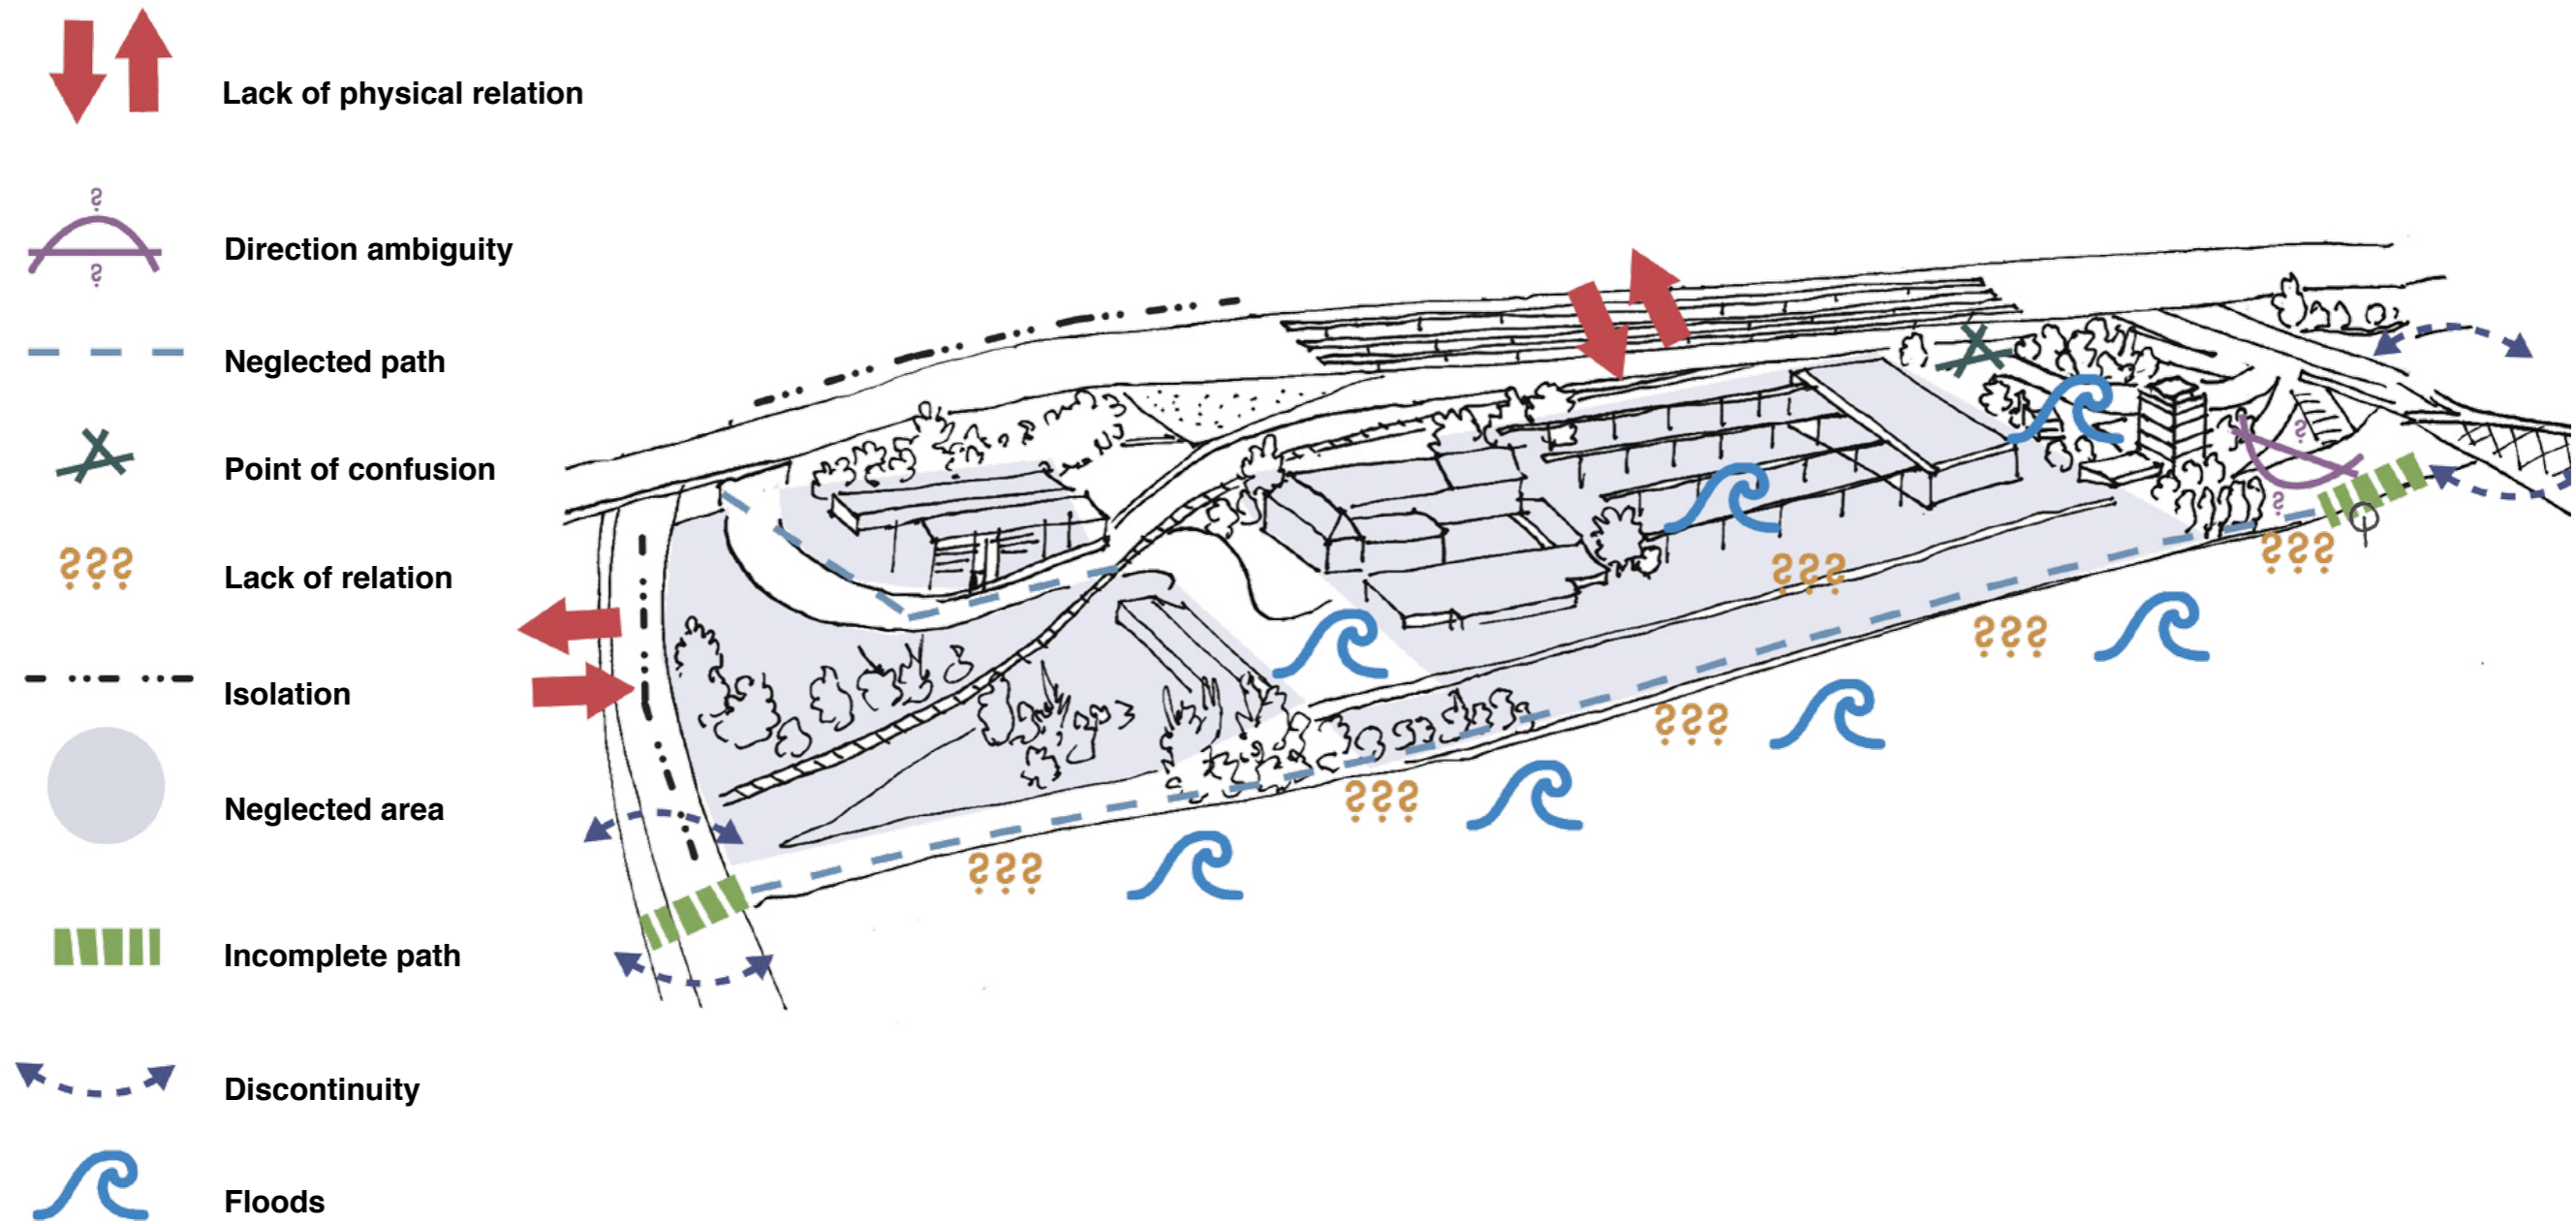 Lack of physical relation
Direction ambiguity
Neglected path
Point of confusion
Lack of relation
Isolation
Neglected area
Incomplete path
Discontinuity
Floods